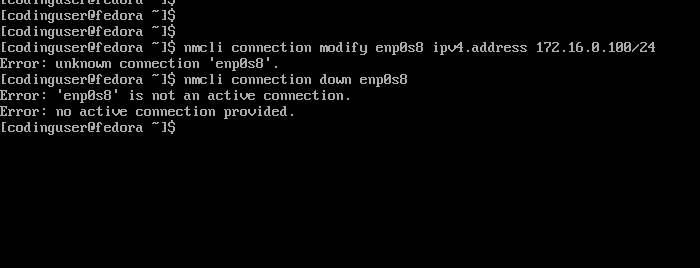 [codinguser@fedora ~]$
[codinguser@fedora ~]$
[codinguser@fedora ~]$
[codinguser@fedora ~]$ nmcli connection modify enp0s8 ipv4.address 172.16.0.100/24
Error: unknown connection 'enp0s8'.
[codinguser@fedora ~]$ nmcli connection down enp0s8
Error: 'enp0s8' is not an active connection.
Error: no active connection provided.
[codinguser@fedora ~]$